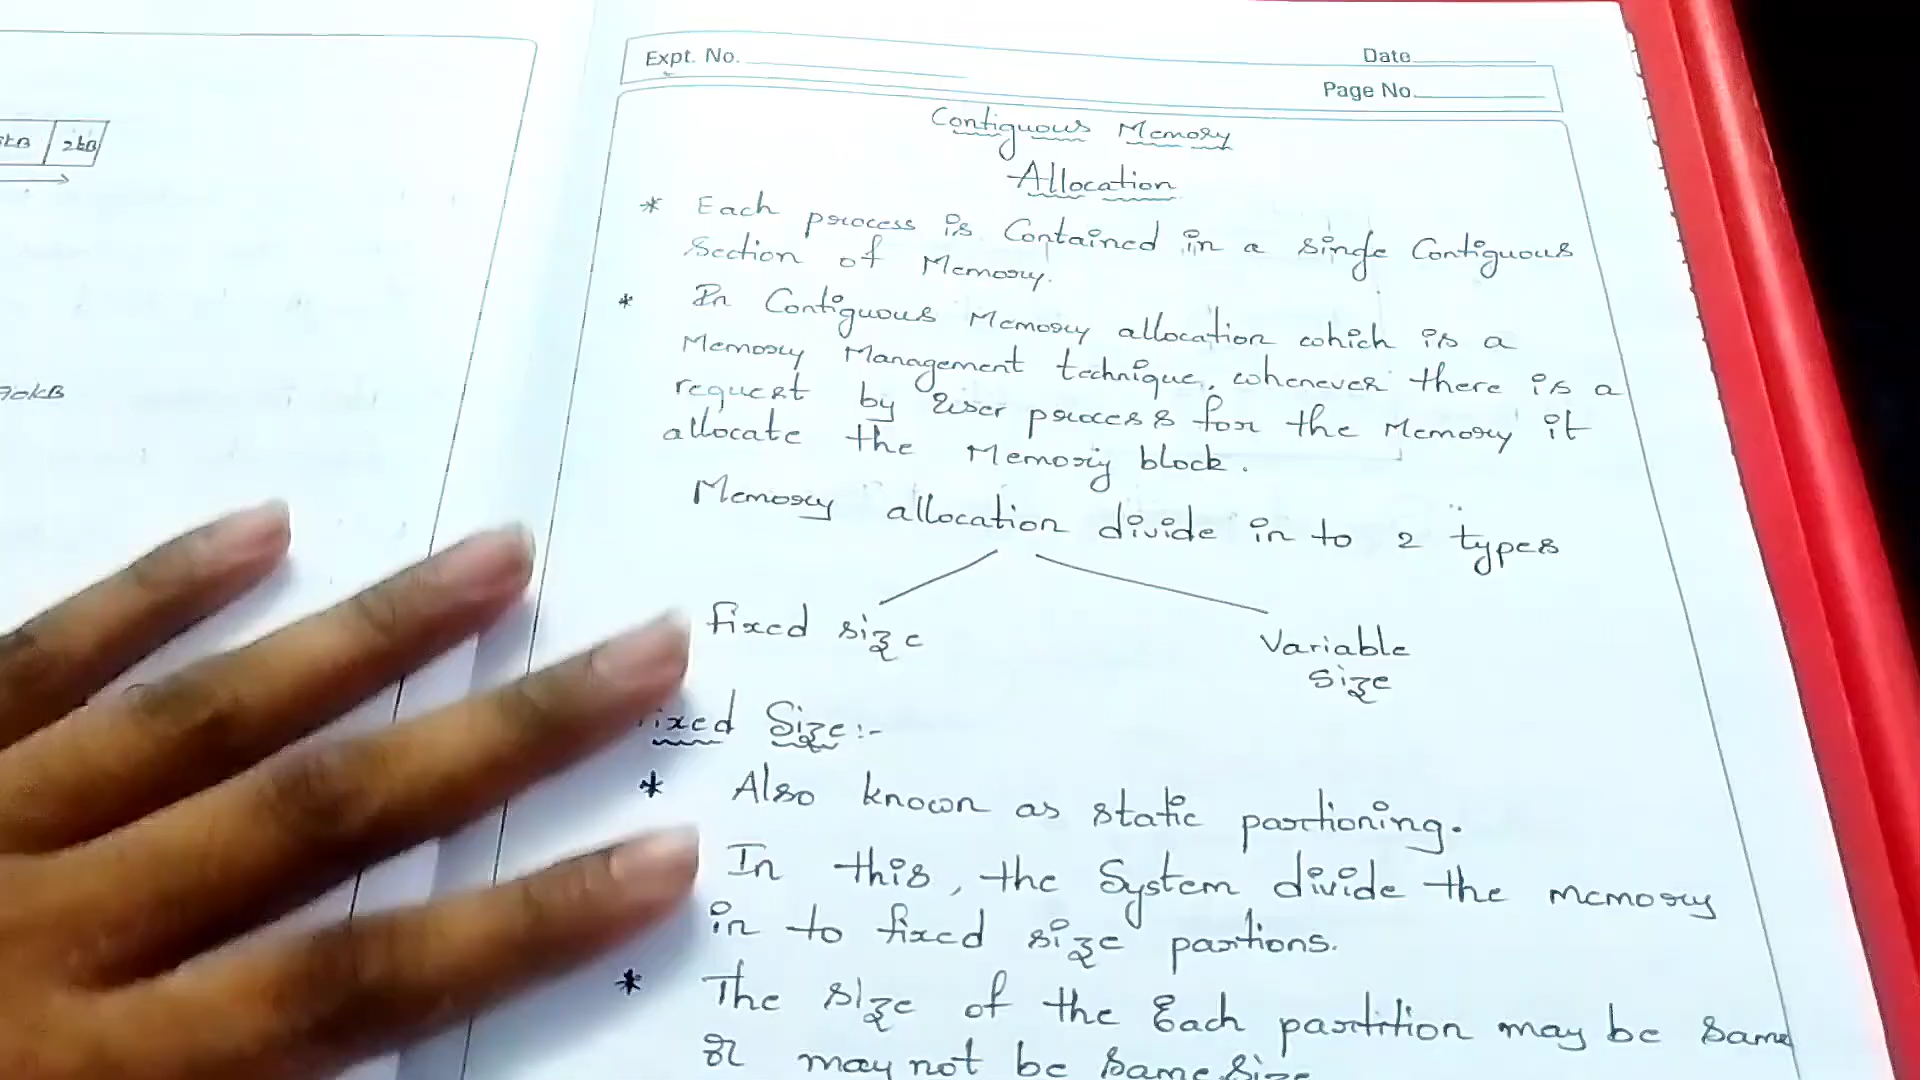 Expt. No.
Date
Page No.
Contiguous Memory
Allocation
* Each process is Contained in a single Contiguous
Section of Memory.
* In Contiguous Memory allocation which is a
Memory Management technique, whenever there is a
request by user process for the Memory it
allocate the Memory block.
Memory allocation divide in to 2 types
fixed size
Variable
Size
ixed Size:-
* Also known as static partioning.
In this, the System divide the memory
in to fixed size partions.
* The size of the Each partition may be same
or may not be same size
2kB
90kB